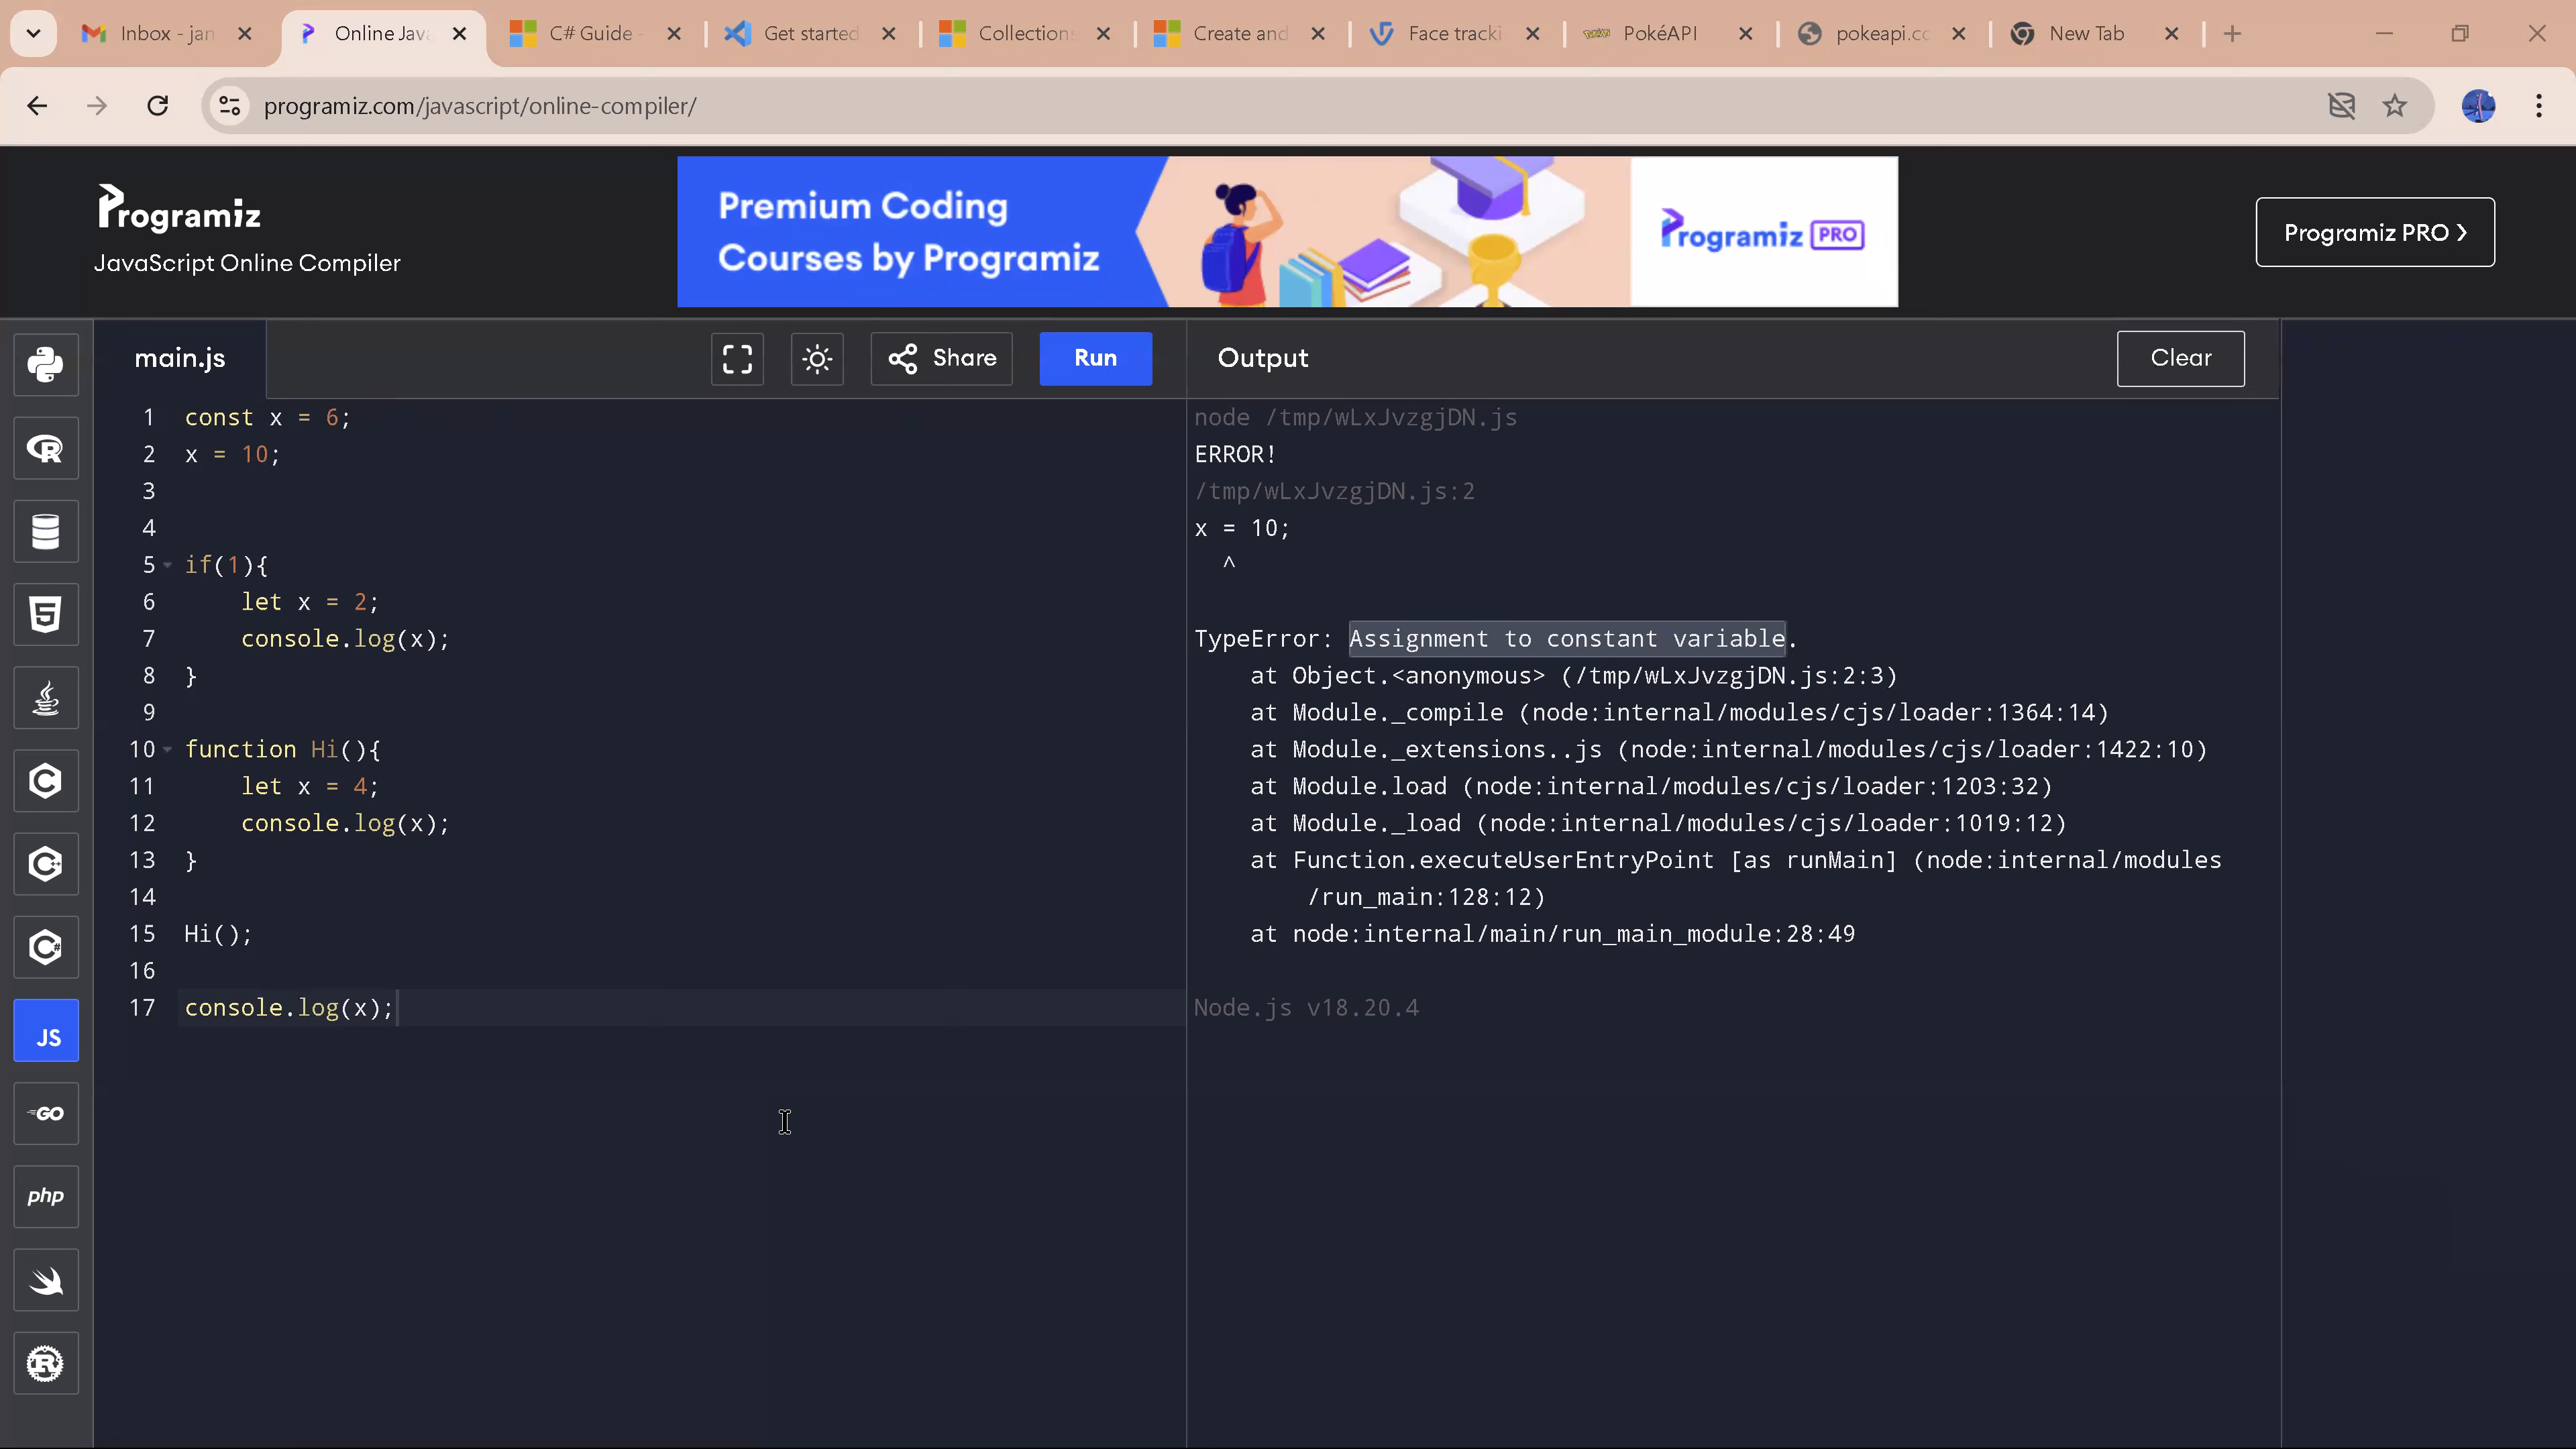 Inbox - jan
Online Java
C# Guide -
Get started
Collections
Create and
Face tracki
PokéAPI
pokeapi.co
New Tab
programiz.com/javascript/online-compiler/
Programiz
JavaScript Online Compiler
Premium Coding
Courses by Programiz
Programiz PRO
Programiz PRO ❯
main.js
Share
Run
Output
Clear
1 const x = 6;
2 x = 10;
3
4
5 if(1){
6     let x = 2;
7     console.log(x);
8 }
9
10 function Hi(){
11     let x = 4;
12     console.log(x);
13 }
14
15 Hi();
16
17 console.log(x);
node /tmp/wLxJvzgjDN.js
ERROR!
/tmp/wLxJvzgjDN.js:2
x = 10;
  ^
TypeError: Assignment to constant variable.
    at Object.<anonymous> (/tmp/wLxJvzgjDN.js:2:3)
    at Module._compile (node:internal/modules/cjs/loader:1364:14)
    at Module._extensions..js (node:internal/modules/cjs/loader:1422:10)
    at Module.load (node:internal/modules/cjs/loader:1203:32)
    at Module._load (node:internal/modules/cjs/loader:1019:12)
    at Function.executeUserEntryPoint [as runMain] (node:internal/modules
        /run_main:128:12)
    at node:internal/main/run_main_module:28:49
Node.js v18.20.4
R
5
C
C++
C#
JS
GO
php
R